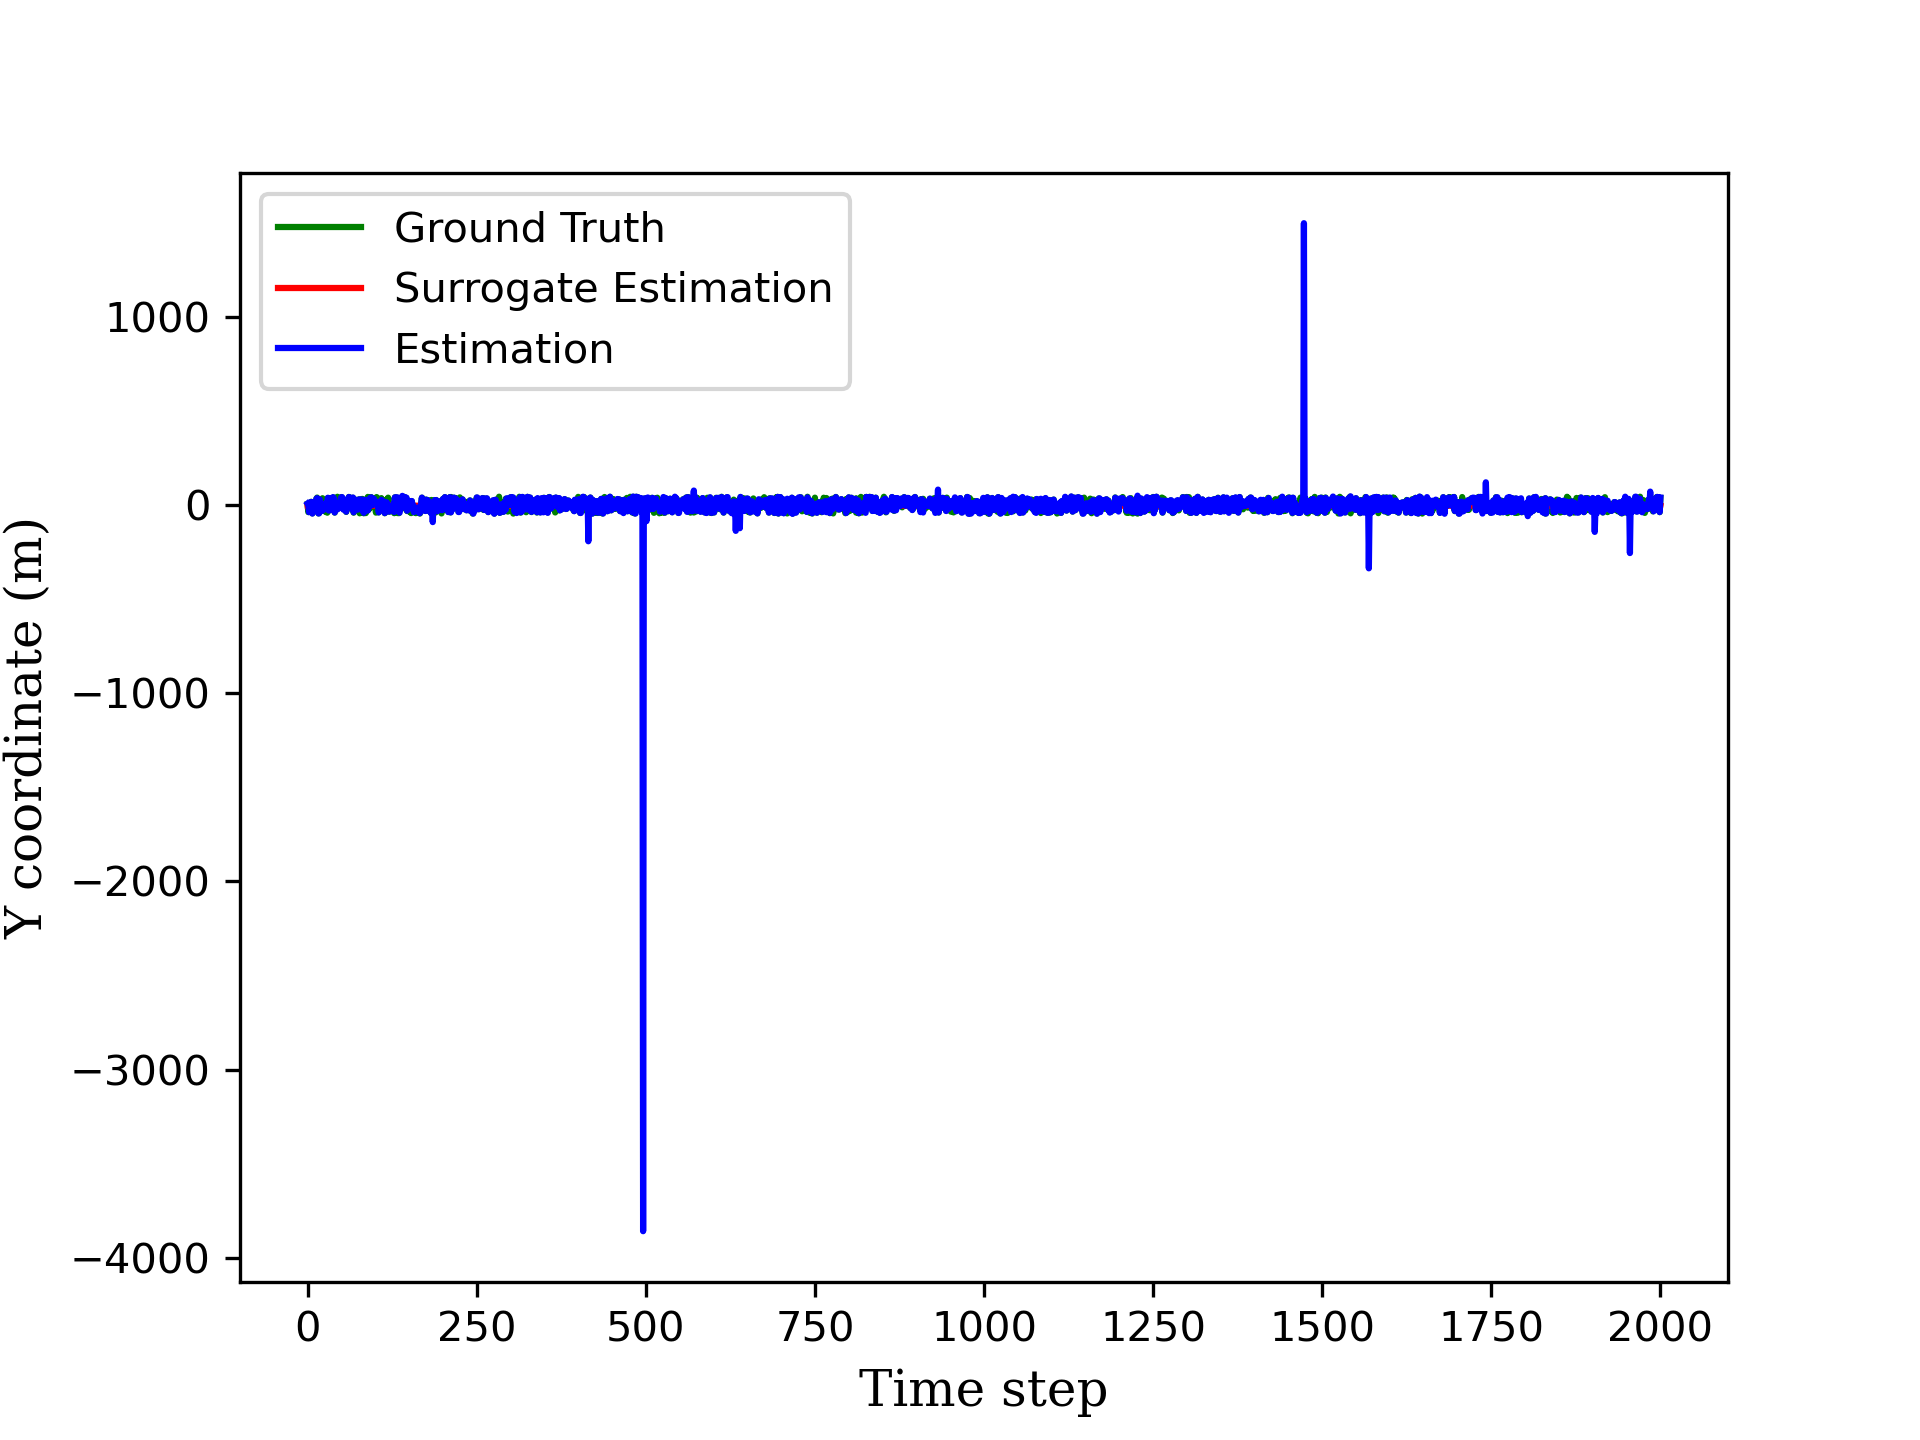 Ground Truth
Surrogate Estimation
Estimation
1000
0
−1000
−2000
−3000
−4000
Y coordinate (m)
0 250 500 750 1000 1250 1500 1750 2000
Time step